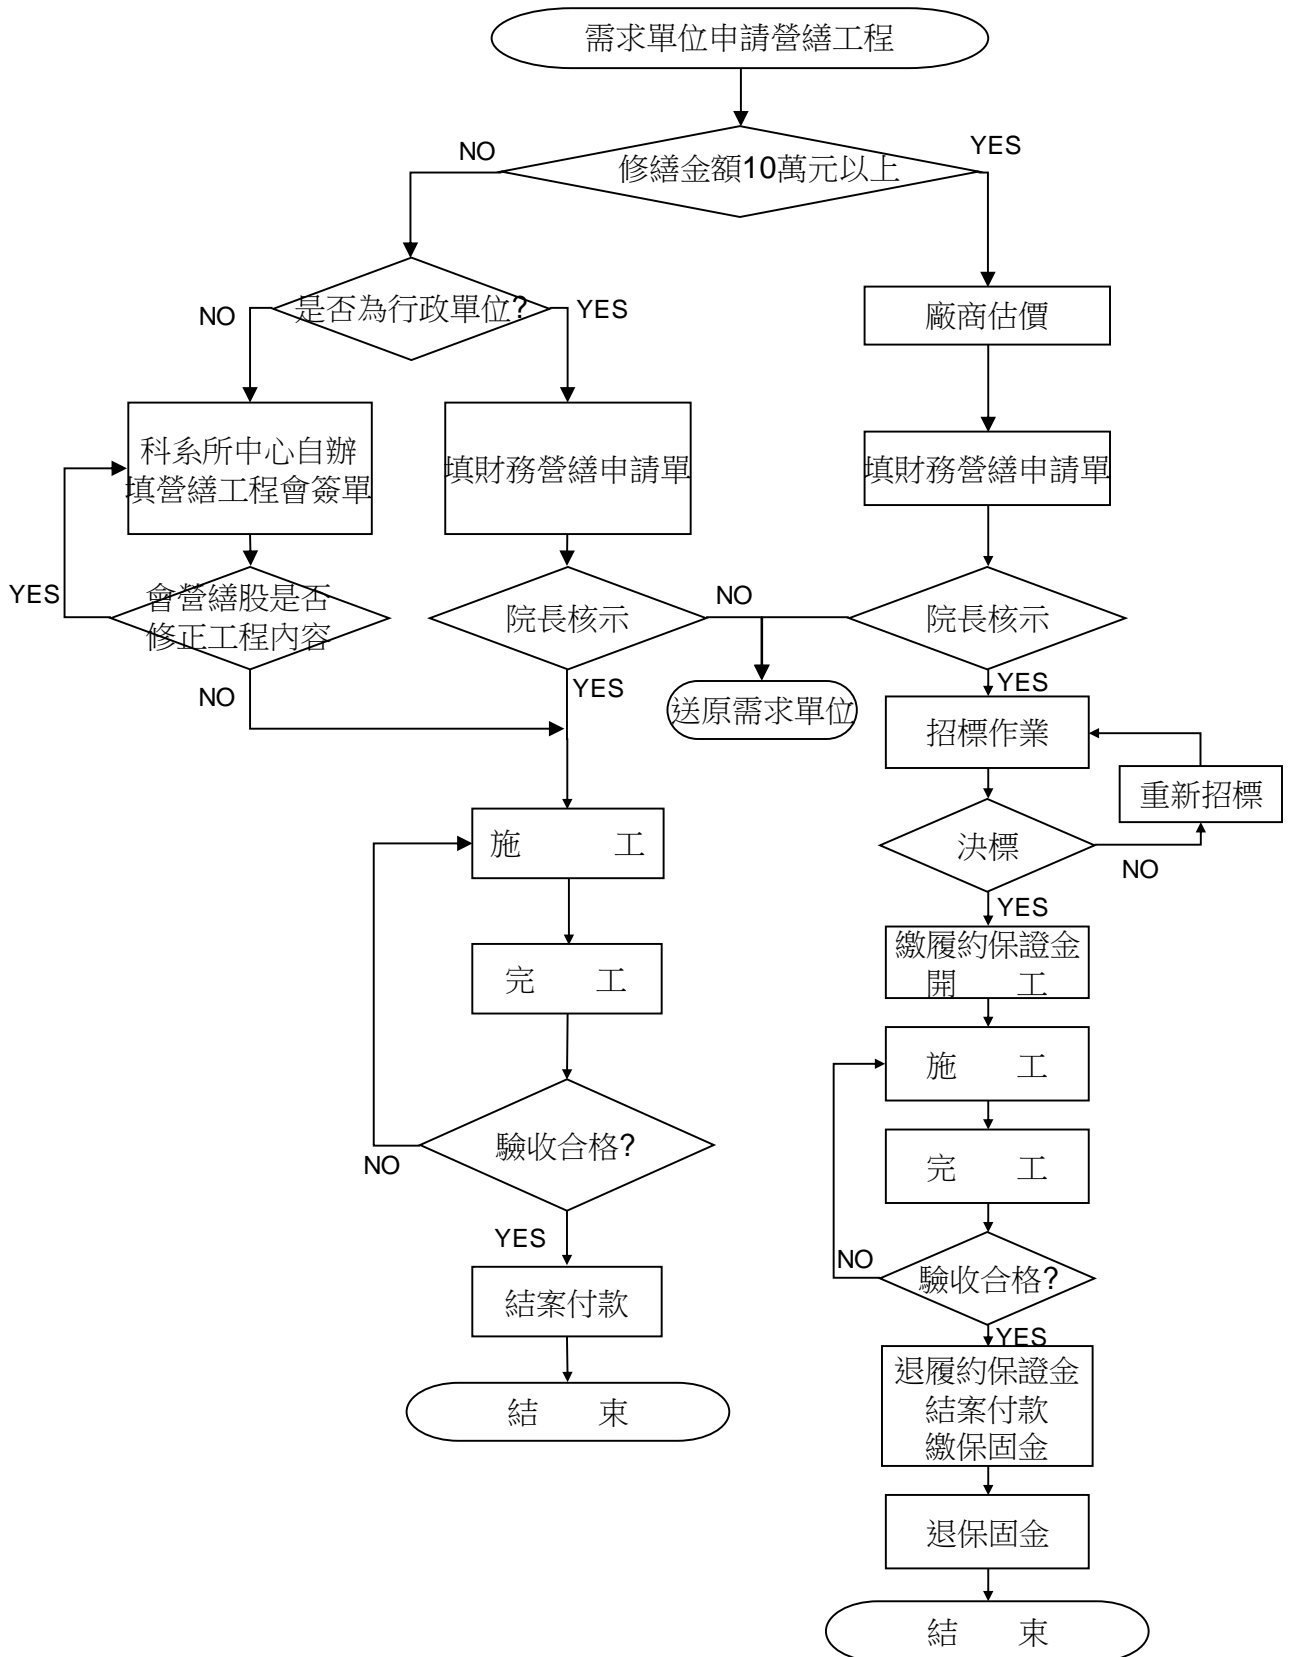 需求單位申請營繕工程
NO
YES
修繕金額10萬元以上
NO
是否為行政單位?
YES
廠商估價
科系所中心自辦
填營繕工程會簽單
填財務營繕申請單
填財務營繕申請單
YES
會營繕股是否
修正工程內容
院長核示
NO
院長核示
NO
YES
YES
送原需求單位
招標作業
重新招標
施 工
決標
NO
YES
繳履約保證金
開 工
完 工
施 工
驗收合格?
NO
完 工
YES
NO
驗收合格?
結案付款
YES
退履約保證金
結案付款
繳保固金
結 束
退保固金
結 束